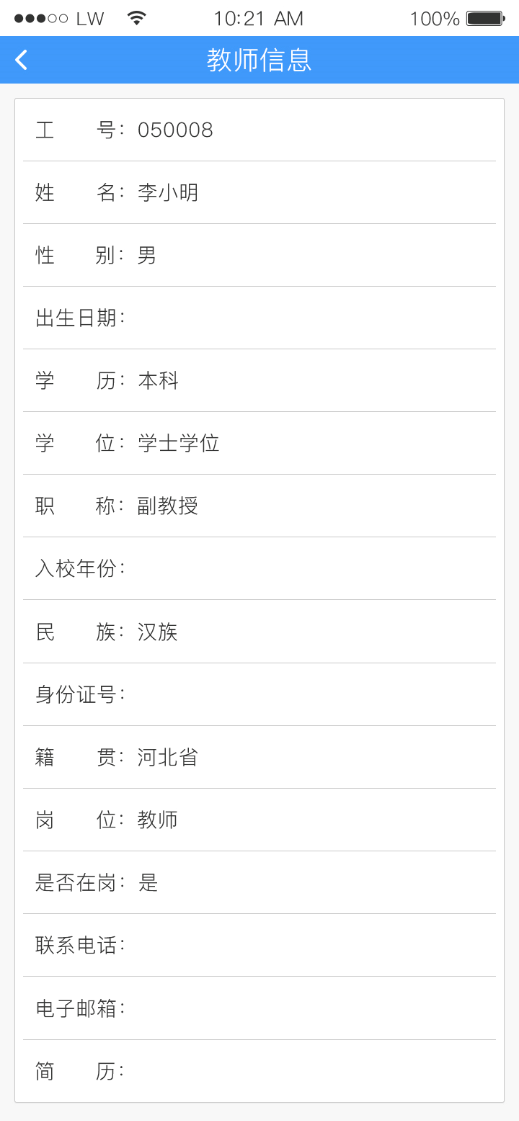 LW 10:21 AM 100%
教师信息
工 号：050008
姓 名：李小明
性 别：男
出生日期：
学 历：本科
学 位：学士学位
职 称：副教授
入校年份：
民 族：汉族
身份证号：
籍 贯：河北省
岗 位：教师
是否在岗：是
联系电话：
电子邮箱：
简 历：